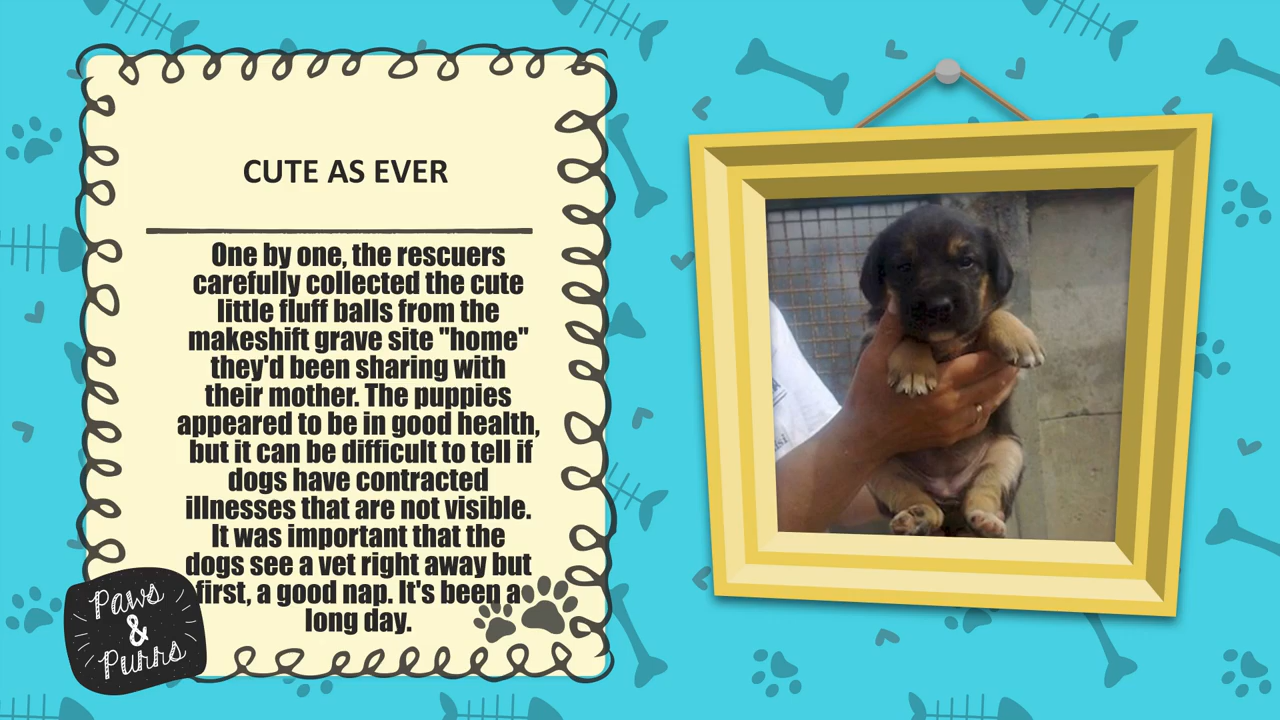 CUTE AS EVER
One by one, the rescuers
carefully collected the cute
little fluff balls from the
makeshift grave site "home"
they'd been sharing with
their mother. The puppies
appeared to be in good health,
but it can be difficult to tell if
dogs have contracted
illnesses that are not visible.
It was important that the
dogs see a vet right away but
first, a good nap. It's been a
long day.
Paws
&
Purrs